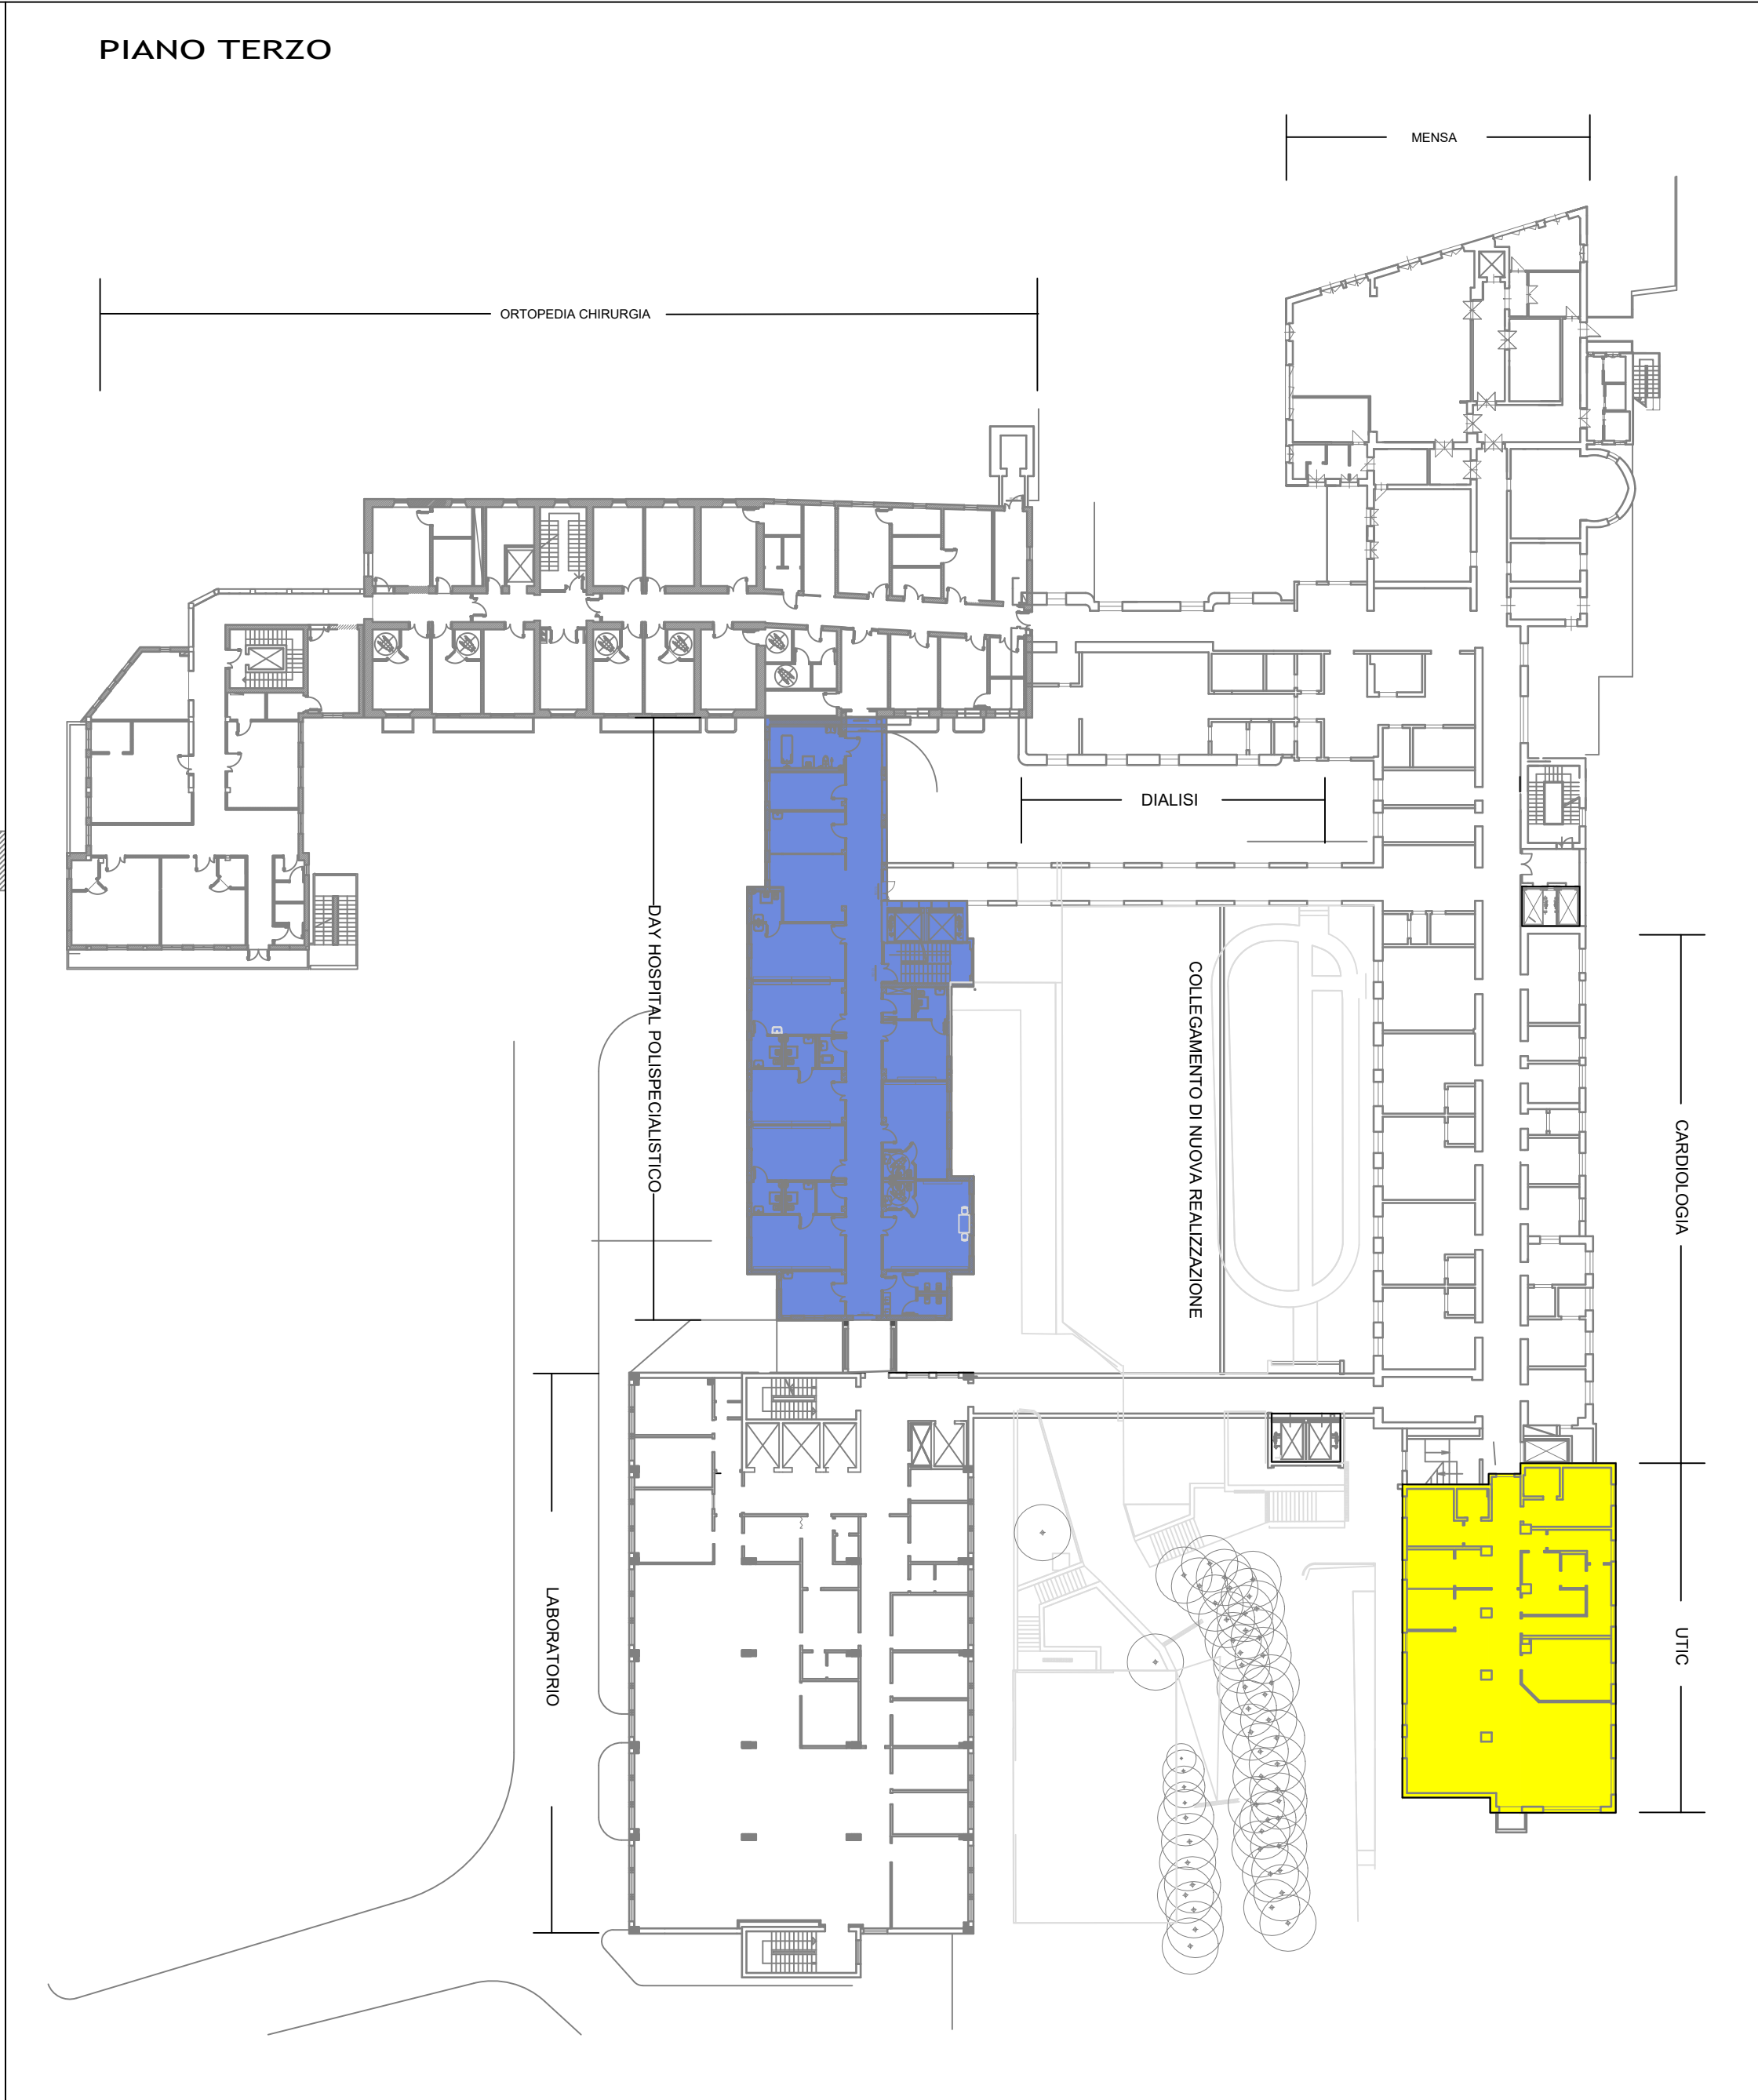 PIANO TERZO
MENSA
ORTOPEDIA CHIRURGIA
DIALISI
DAY HOSPITAL POLISPECIALISTICO
COLLEGAMENTO DI NUOVA REALIZZAZIONE
CARDIOLOGIA
LABORATORIO
UTIC